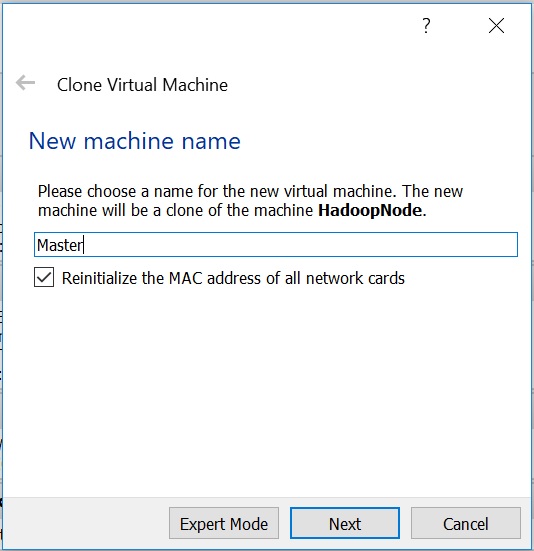 ?
Clone Virtual Machine
New machine name
Please choose a name for the new virtual machine. The new
machine will be a clone of the machine HadoopNode.
Master
Reinitialize the MAC address of all network cards
Expert Mode Next Cancel